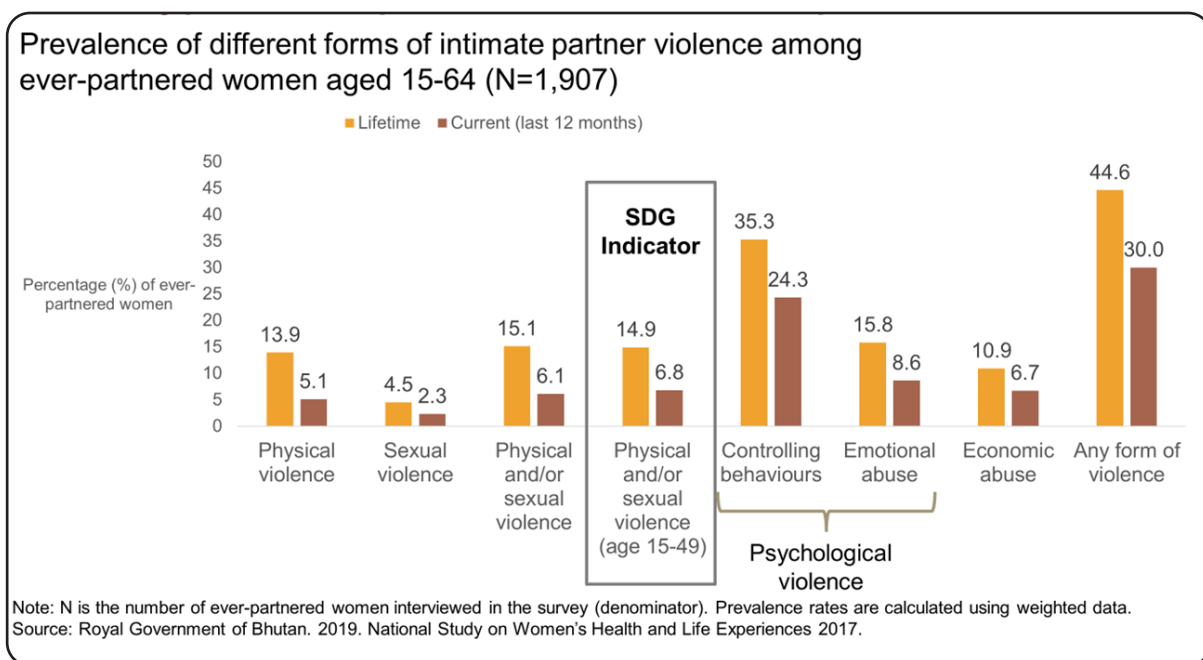 Prevalence of different forms of intimate partner violence among
ever-partnered women aged 15-64 (N=1,907)
Lifetime Current (last 12 months)
50
45
40
35
30
25
20
15
10
5
0
Percentage (%) of ever-
partnered women
SDG
Indicator
13.9 5.1
4.5 2.3
15.1 6.1
14.9 6.8
35.3 24.3
15.8 8.6
10.9 6.7
44.6 30.0
Physical
violence
Sexual
violence
Physical
and/or
sexual
violence
Physical
and/or
sexual
violence
(age 15-49)
Controlling
behaviours
Emotional
abuse
Economic
abuse
Any form of
violence
Psychological
violence
Note: N is the number of ever-partnered women interviewed in the survey (denominator). Prevalence rates are calculated using weighted data.
Source: Royal Government of Bhutan. 2019. National Study on Women’s Health and Life Experiences 2017.